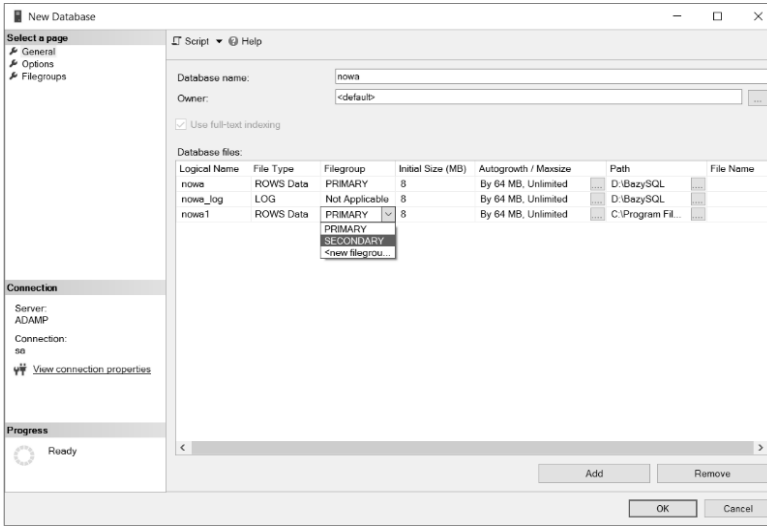 New Database
Select a page
General
Options
Filegroups
Script Help
Database name: nowa
Owner: <default> ...
Use full-text indexing
Database files:
Logical Name File Type Filegroup Initial Size (MB) Autogrowth / Maxsize Path File Name
nowa ROWS Data PRIMARY 8 By 64 MB, Unlimited ... D:\BazySQL ...
nowa_log LOG Not Applicable 8 By 64 MB, Unlimited ... D:\BazySQL ...
nowa1 ROWS Data PRIMARY 8 By 64 MB, Unlimited ... C:\Program Fil... ...
PRIMARY
SECONDARY
<new filegrou...
Connection
Server:
ADAMP
Connection:
sa
View connection properties
Progress
Ready
Add Remove
OK Cancel